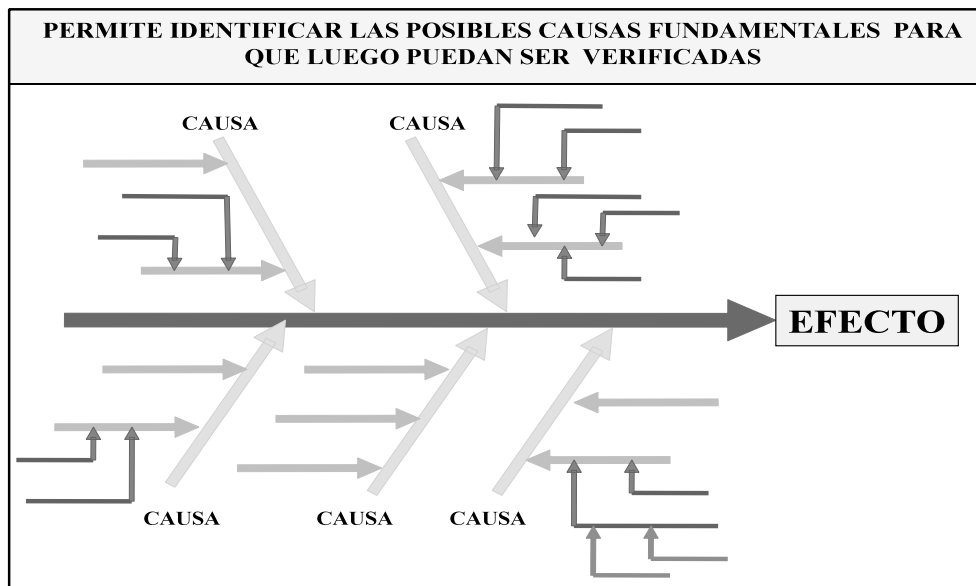 PERMITE IDENTIFICAR LAS POSIBLES CAUSAS FUNDAMENTALES PARA
QUE LUEGO PUEDAN SER VERIFICADAS
CAUSA
CAUSA
EFECTO
CAUSA
CAUSA
CAUSA